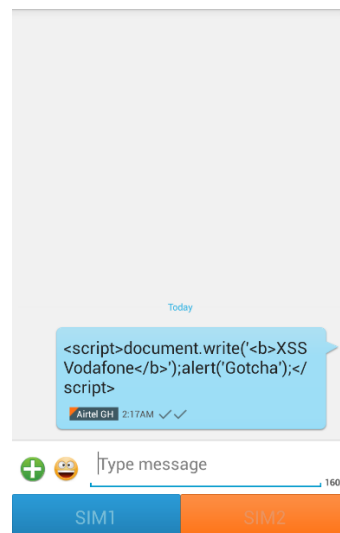 Today
<script>document.write('<b>XSS
Vodafone</b>');alert('Gotcha');</
script>
Airtel GH 2:17AM
Type message
160
SIM1 SIM2